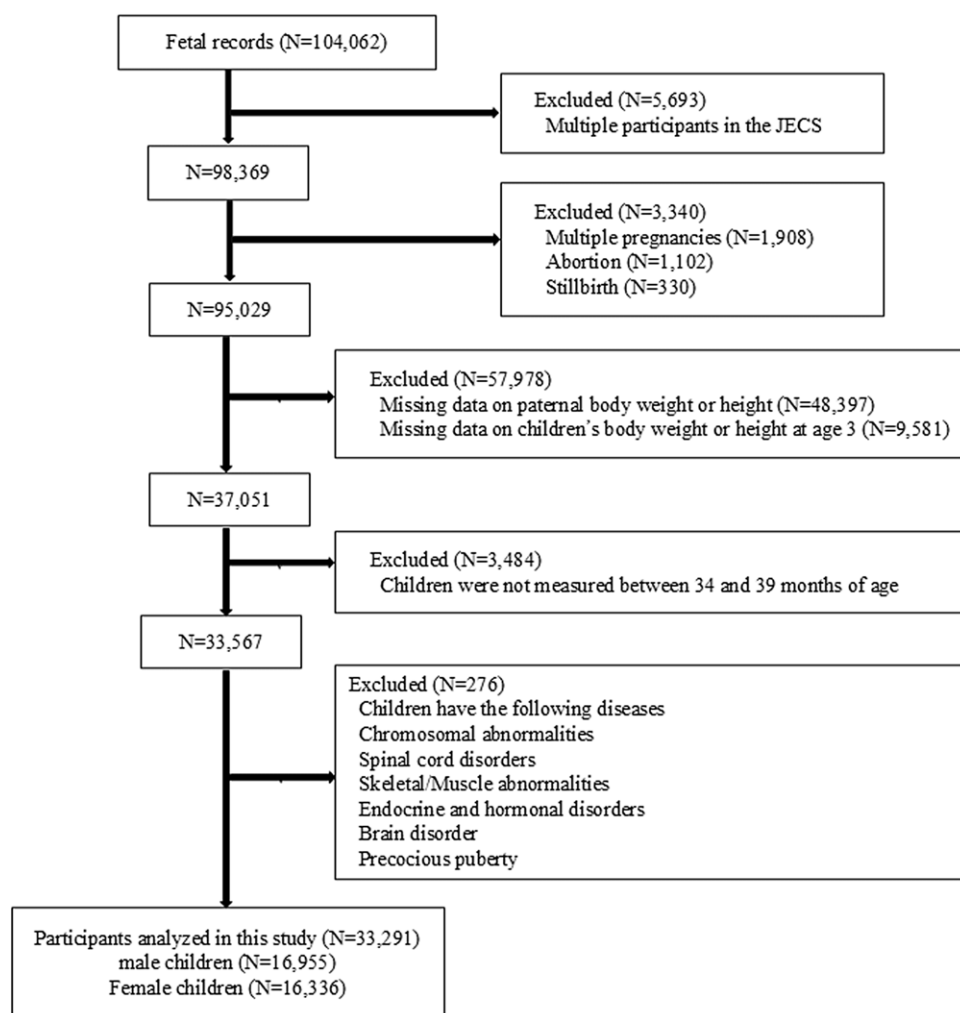 Fetal records (N=104,062)
Excluded (N=5,693)
Multiple participants in the JECS
N=98,369
Excluded (N=3,340)
Multiple pregnancies (N=1,908)
Abortion (N=1,102)
Stillbirth (N=330)
N=95,029
Excluded (N=57,978)
Missing data on paternal body weight or height (N=48,397)
Missing data on children’s body weight or height at age 3 (N=9,581)
N=37,051
Excluded (N=3,484)
Children were not measured between 34 and 39 months of age
N=33,567
Excluded (N=276)
Children have the following diseases
Chromosomal abnormalities
Spinal cord disorders
Skeletal/Muscle abnormalities
Endocrine and hormonal disorders
Brain disorder
Precocious puberty
Participants analyzed in this study (N=33,291)
male children (N=16,955)
Female children (N=16,336)